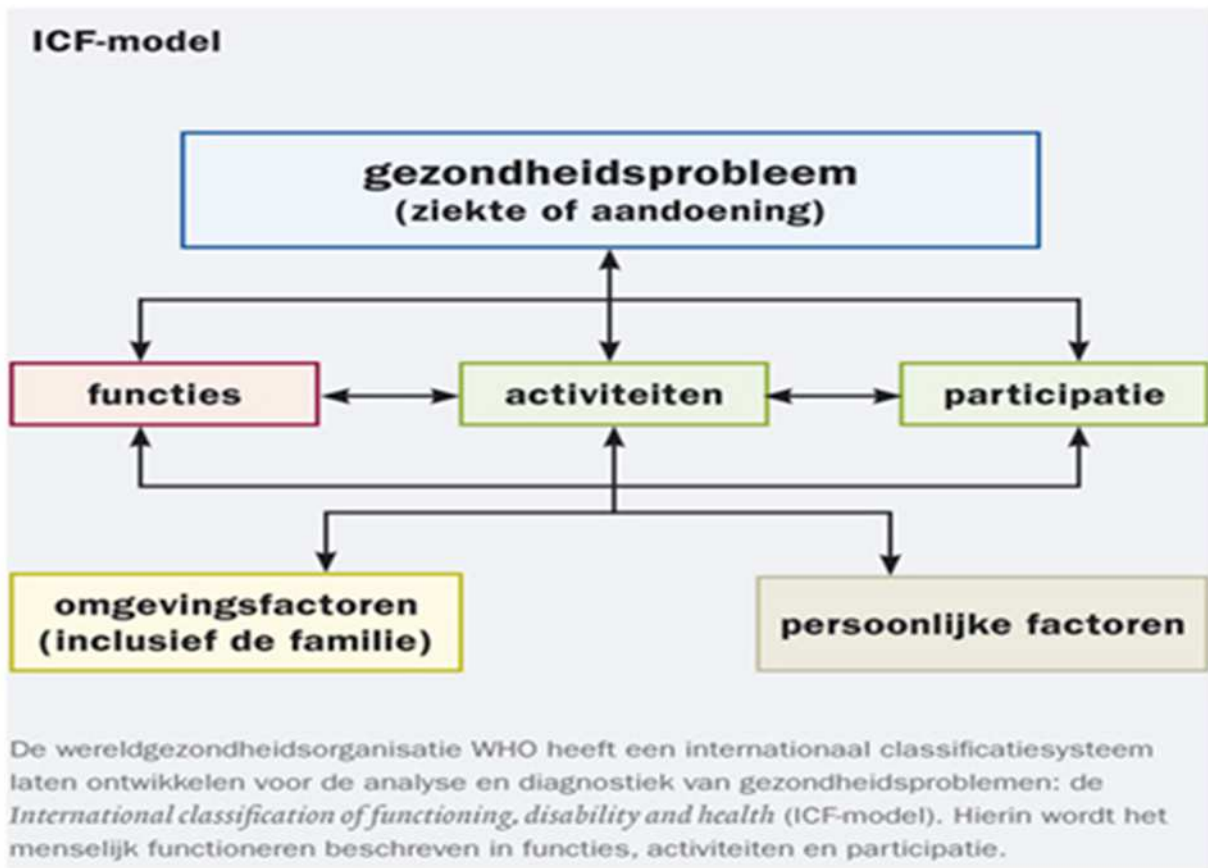 ICF-model
gezondheidsprobleem
(ziekte of aandoening)
functies
activiteiten
participatie
omgevingsfactoren
(inclusief de familie)
persoonlijke factoren
De wereldgezondheidsorganisatie WHO heeft een internationaal classificatiesysteem
laten ontwikkelen voor de analyse en diagnostiek van gezondheidsproblemen: de
International classification of functioning, disability and health (ICF-model). Hierin wordt het
menselijk functioneren beschreven in functies, activiteiten en participatie.